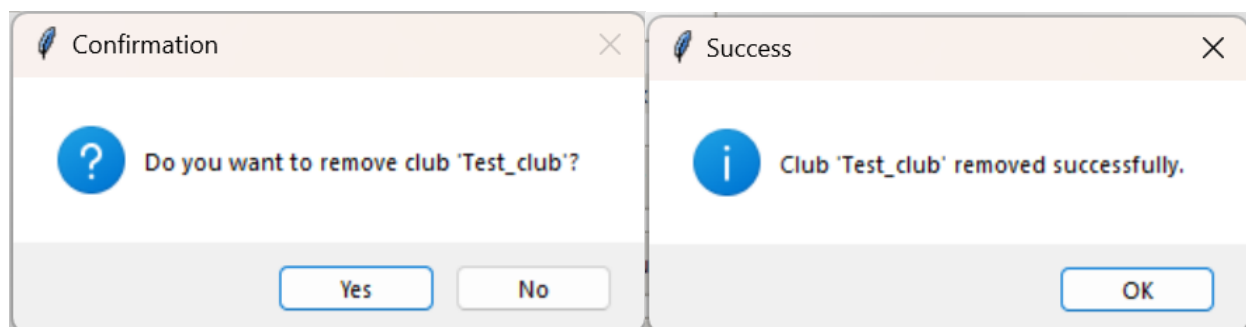 Confirmation
Do you want to remove club 'Test_club'?
Yes No
Success
Club 'Test_club' removed successfully.
OK